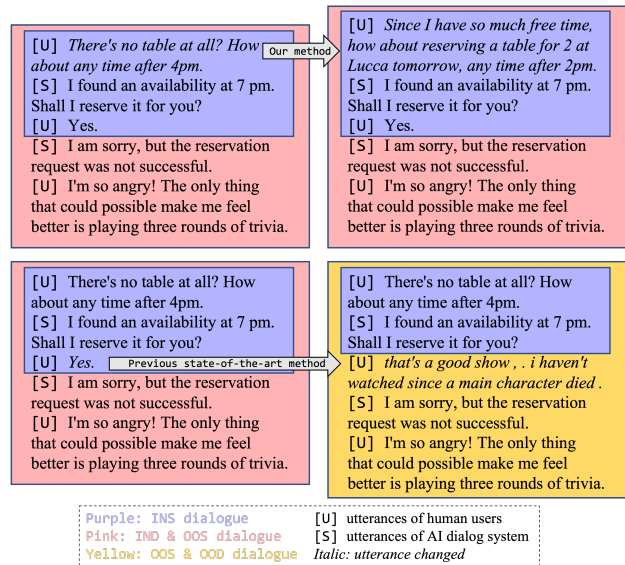 [U] There's no table at all? How
about any time after 4pm.
[S] I found an availability at 7 pm.
Shall I reserve it for you?
[U] Yes.
[S] I am sorry, but the reservation
request was not successful.
[U] I'm so angry! The only thing
that could possible make me feel
better is playing three rounds of trivia.
Our method
[U] Since I have so much free time,
how about reserving a table for 2 at
Lucca tomorrow, any time after 2pm.
[S] I found an availability at 7 pm.
Shall I reserve it for you?
[U] Yes.
[S] I am sorry, but the reservation
request was not successful.
[U] I'm so angry! The only thing
that could possible make me feel
better is playing three rounds of trivia.
[U] There's no table at all? How
about any time after 4pm.
[S] I found an availability at 7 pm.
Shall I reserve it for you?
[U] Yes.
[S] I am sorry, but the reservation
request was not successful.
[U] I'm so angry! The only thing
that could possible make me feel
better is playing three rounds of trivia.
Previous state-of-the-art method
[U] There's no table at all? How
about any time after 4pm.
[S] I found an availability at 7 pm.
Shall I reserve it for you?
[U] that's a good show , . i haven't
watched since a main character died .
[S] I am sorry, but the reservation
request was not successful.
[U] I'm so angry! The only thing
that could possible make me feel
better is playing three rounds of trivia.
Purple: INS dialogue
Pink: IND & OOS dialogue
Yellow: OOS & OOD dialogue
[U] utterances of human users
[S] utterances of AI dialog system
Italic: utterance changed